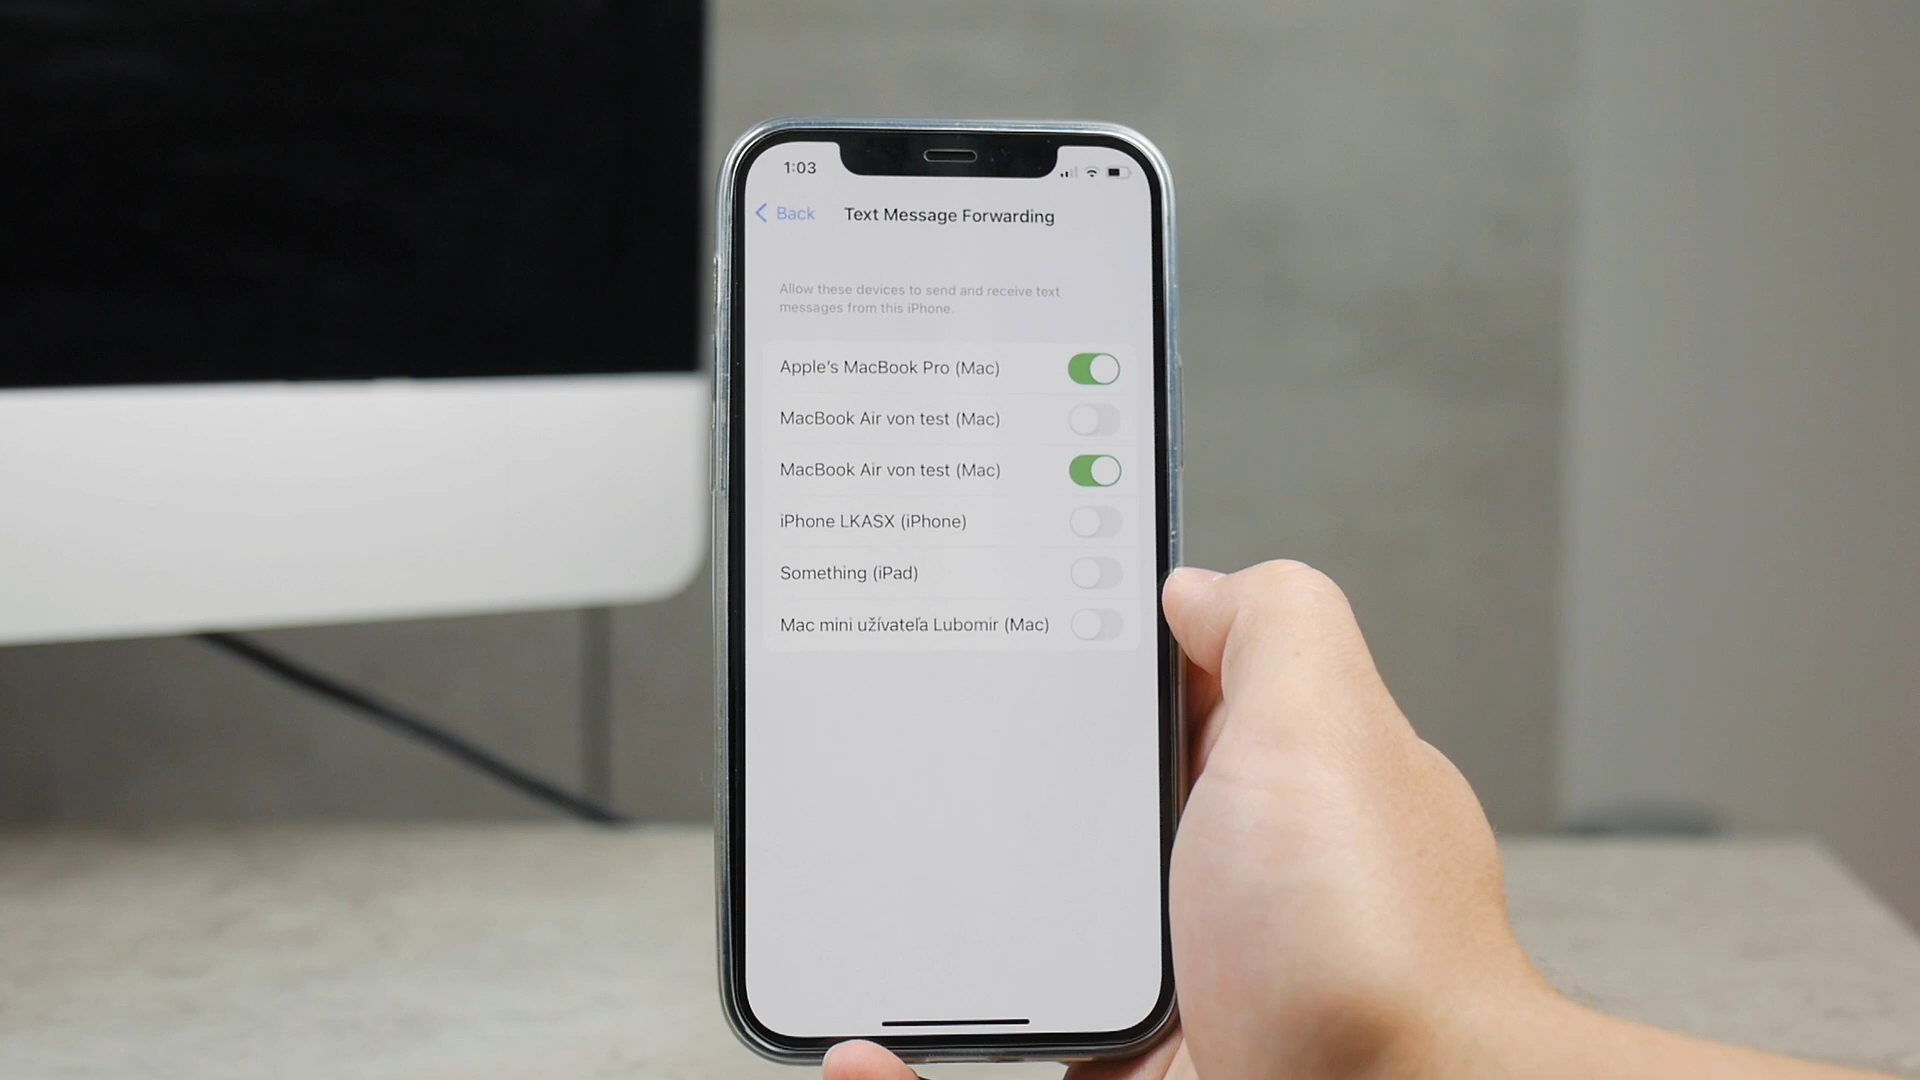 1:03
Back
Text Message Forwarding
Allow these devices to send and receive text
messages from this iPhone.
Apple’s MacBook Pro (Mac)
MacBook Air von test (Mac)
MacBook Air von test (Mac)
iPhone LKASX (iPhone)
Something (iPad)
Mac mini užívateľa Lubomir (Mac)